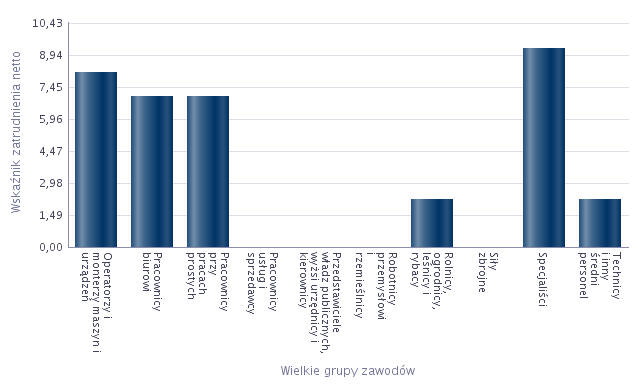 10,43
8,94
7,45
5,96
4,47
2,98
1,49
0,00
Wskaźnik zatrudnienia netto
Operatorzy i
monterzy maszyn i
urządzeń
Pracownicy
biurowi
Pracownicy
przy
pracach
prostych
Pracownicy
usług i
sprzedawcy
Przedstawiciele
władz publicznych,
wyżsi urzędnicy i
kierownicy
Robotnicy
przemysłowi
i
rzemieślnicy
Rolnicy,
ogrodnicy,
leśnicy i
rybacy
Siły
zbrojne
Specjaliści
Technicy
i inny
średni
personel
Wielkie grupy zawodów